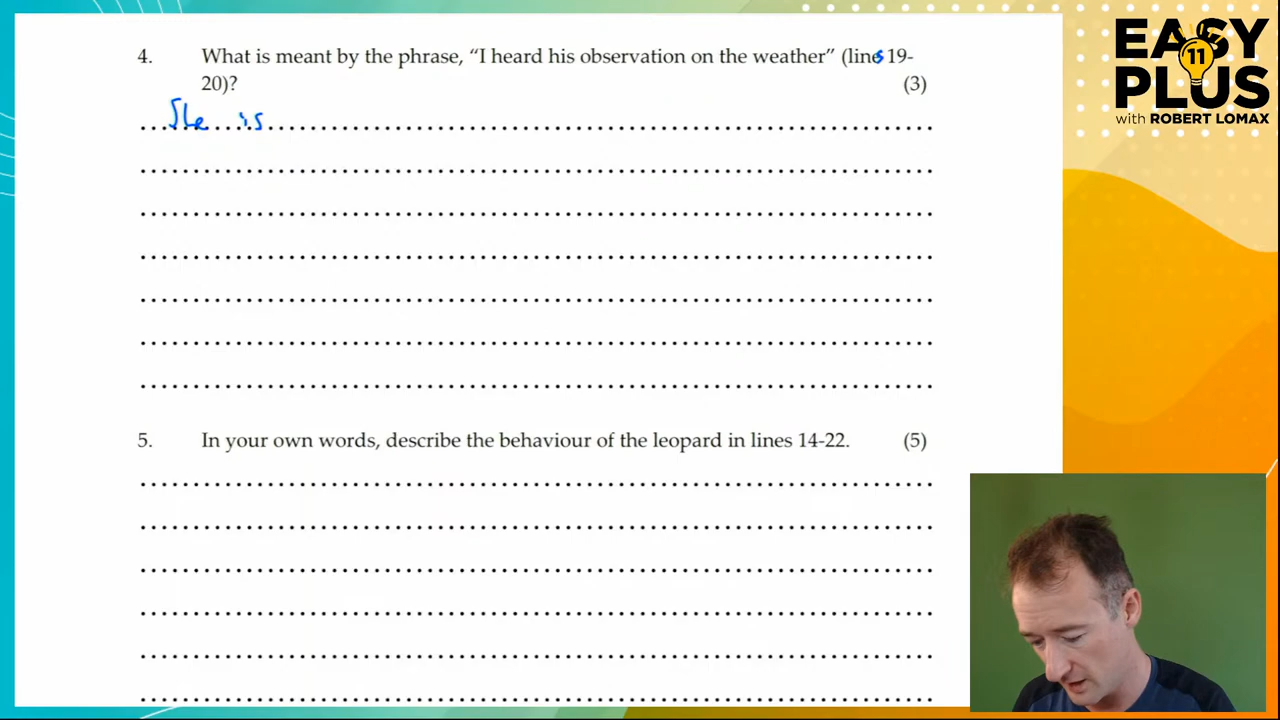 4. What is meant by the phrase, “I heard his observation on the weather” (lines 19-
20)? (3)
She is
5. In your own words, describe the behaviour of the leopard in lines 14-22. (5)
EASY
11
PLUS
with ROBERT LOMAX